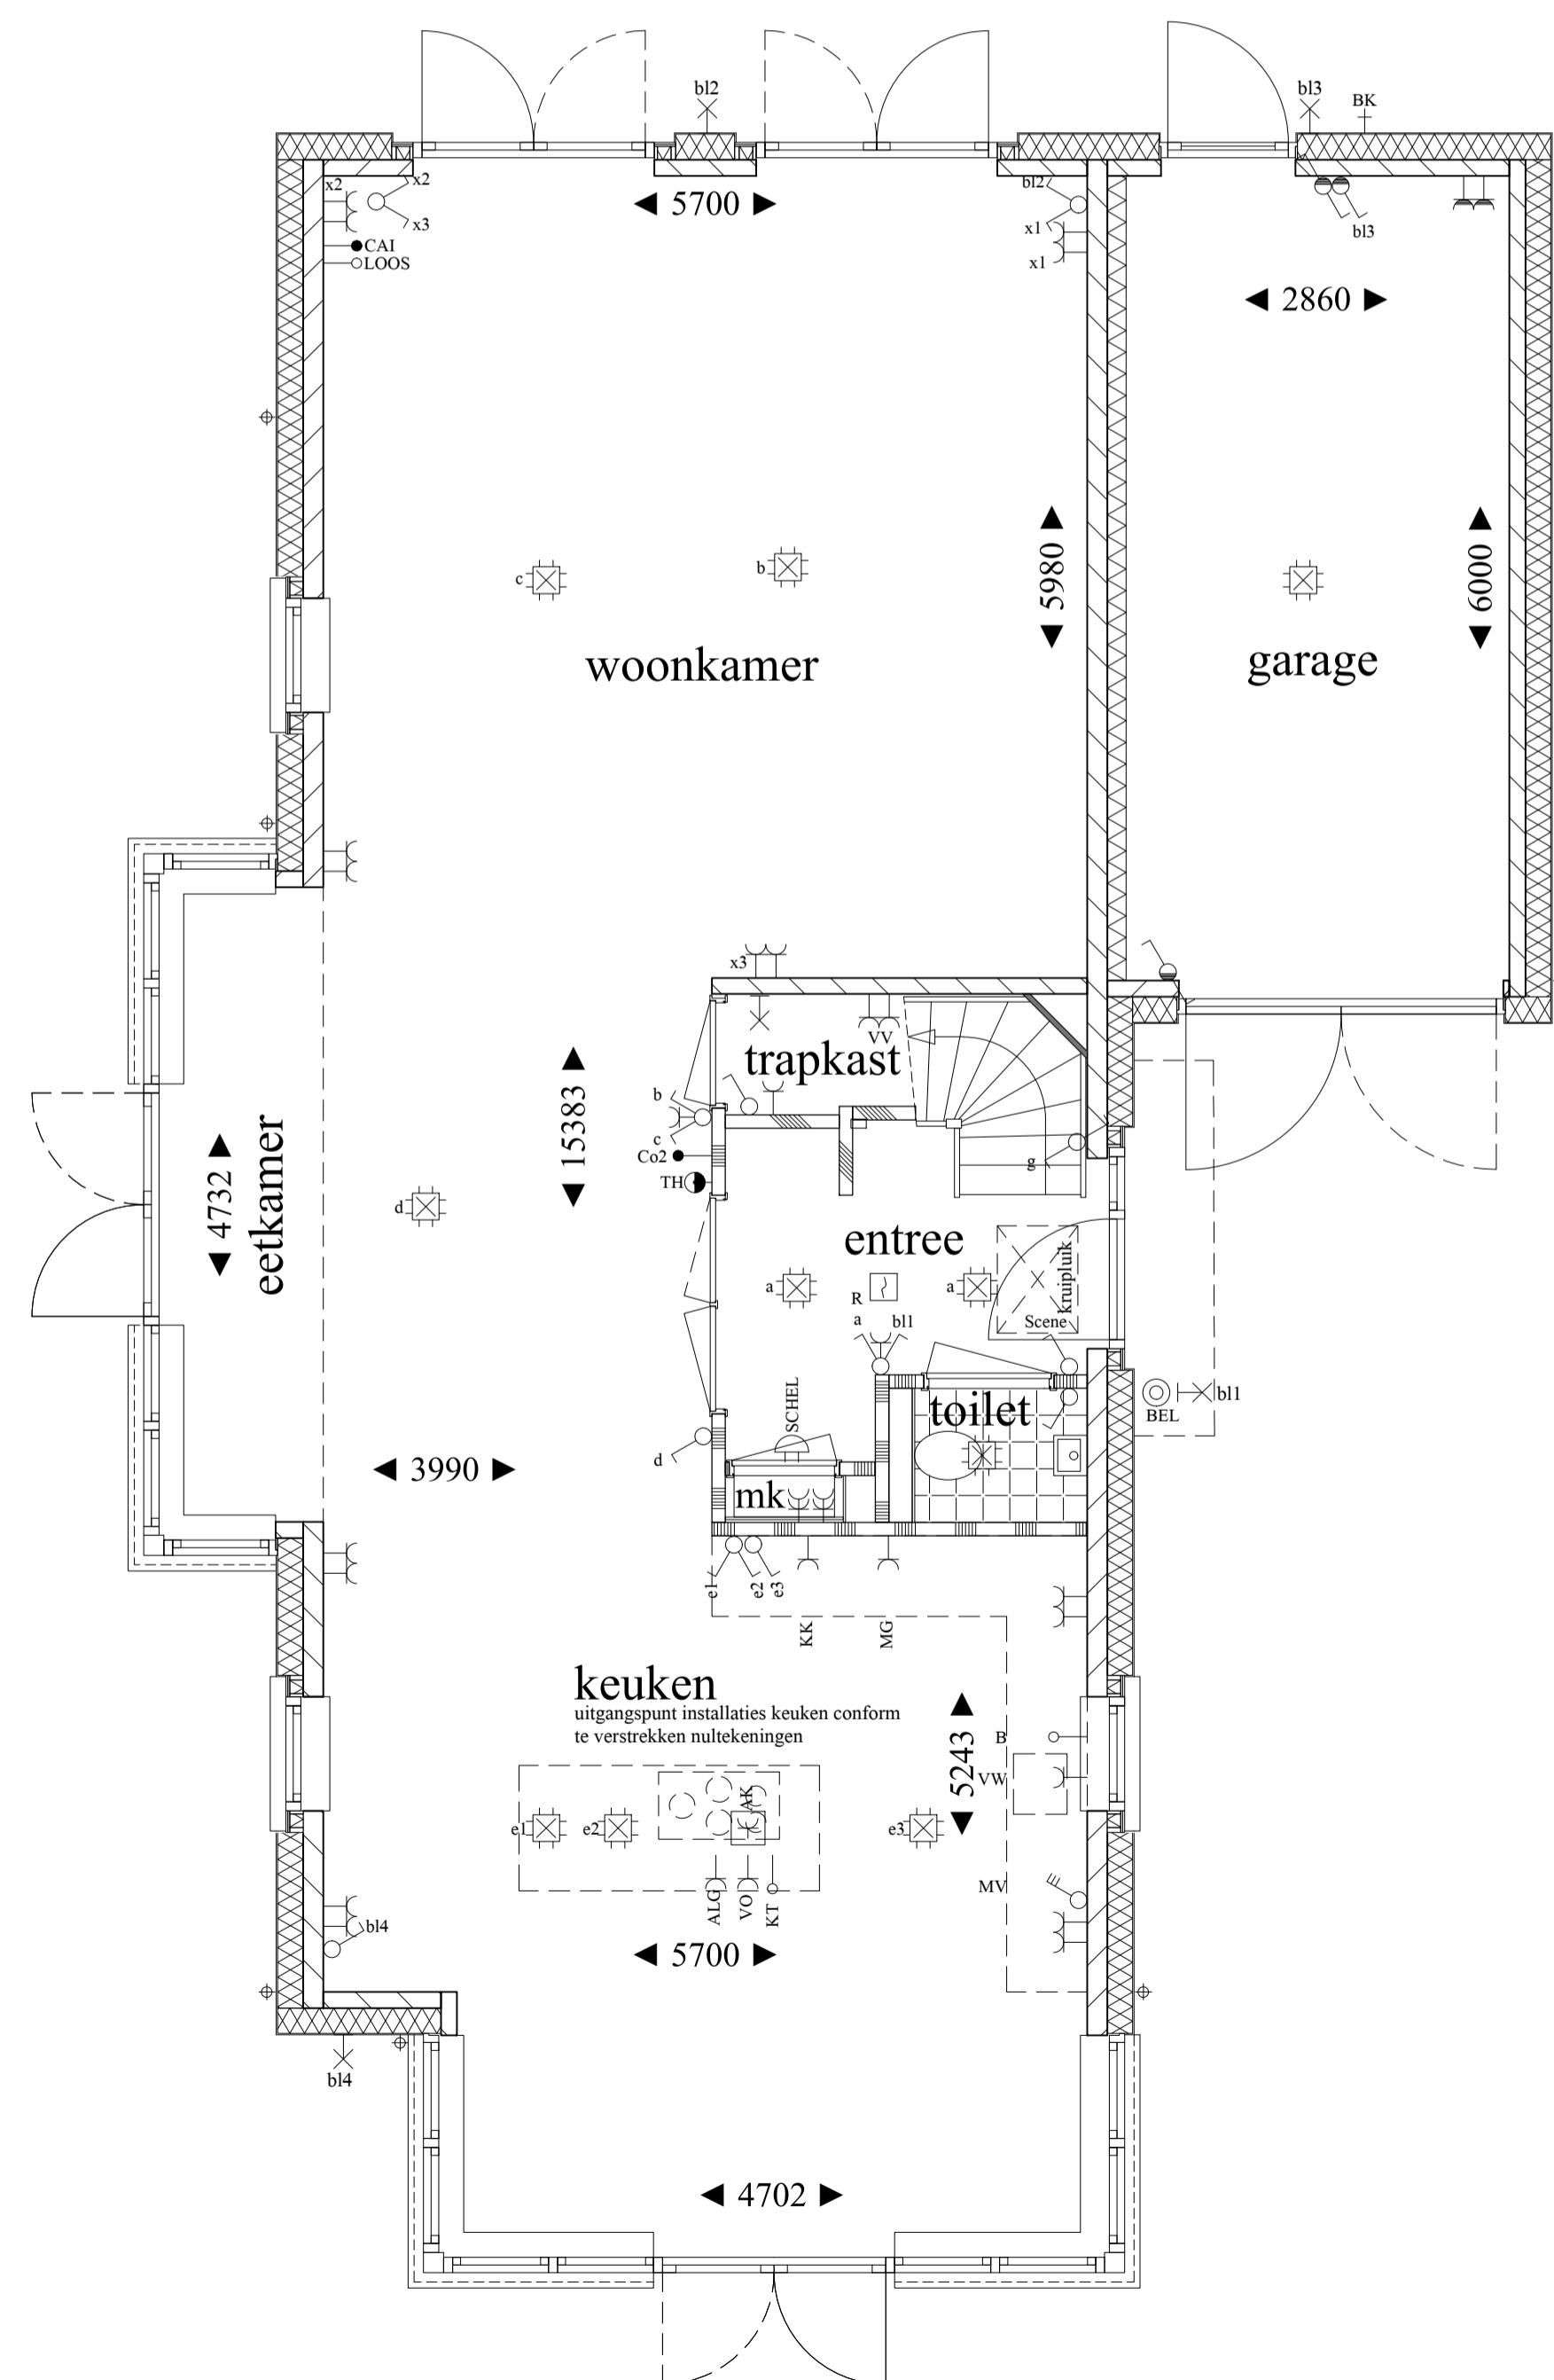 bl2
bl3
BK
x2
x2
x3
CAI
LOOS
5700
bl2
x1
x1
bl3
2860
c
b
5980
6000
woonkamer
garage
x3
VV
trapkast
b
c
Co2
TH
g
15383
4732
eetkamer
d
entree
kruipluik
a
R
a
a
bl1
Scene
SCHEL
toilet
BEL
bl1
d
3990
mk
e1
e2
e3
KK
MG
keuken
uitgangspunt installaties keuken conform
te verstrekken nultekeningen
5243
B
VW
AK
e1
e2
e3
MV
ALG
VO
KT
bl4
5700
bl4
4702